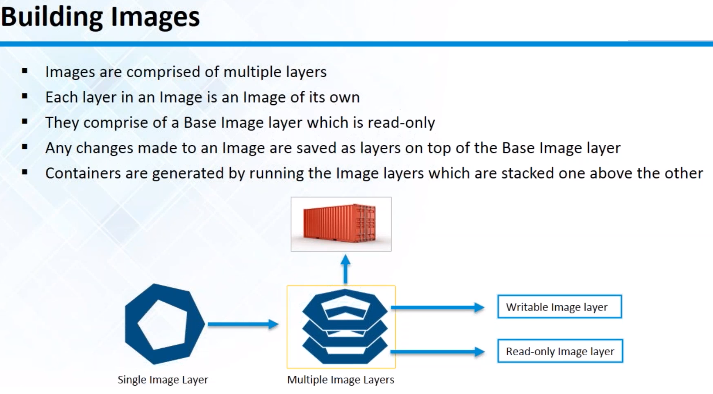 Building Images
▪ Images are comprised of multiple layers
▪ Each layer in an Image is an Image of its own
▪ They comprise of a Base Image layer which is read-only
▪ Any changes made to an Image are saved as layers on top of the Base Image layer
▪ Containers are generated by running the Image layers which are stacked one above the other
Writable Image layer
Read-only Image layer
Single Image Layer
Multiple Image Layers